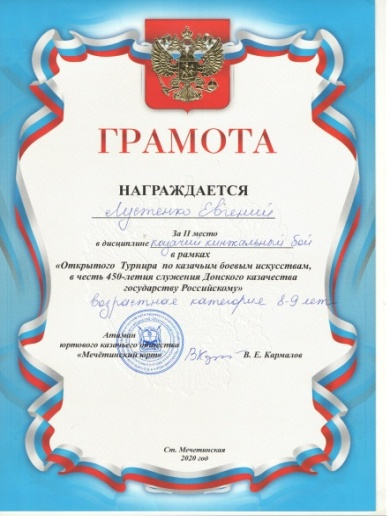 ГРАМОТА
НАГРАЖДАЕТСЯ
Лустенко Евгений
За II место
в дисциплине казачий кинжальный бой
в рамках
«Открытого Турнира по казачьим боевым искусствам,
в честь 450-летия служения Донского казачества
государству Российскому»
возрастная категория 8-9 лет
Атаман
юртового казачьего общества
«Мечётинский юрт» В. Е. Кармалов
Ст. Мечетинская
2020 год